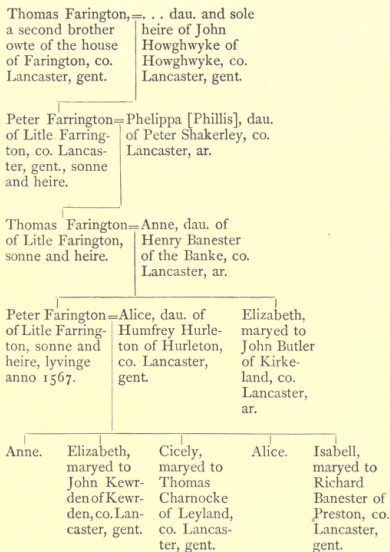 Thomas Farington,=. . . dau. and sole
a second brother
owte of the house
of Farington, co.
Lancaster, gent.
heire of John
Howghwyke of
Howghwyke, co.
Lancaster, gent.
Peter Farrington=Phelippa [Phillis], dau.
of Litle Farring-
ton, co. Lancas-
ter, gent., sonne
and heire.
of Peter Shakerley, co.
Lancaster, ar.
Thomas Farington=Anne, dau. of
of Litle Farington,
sonne and heire.
Henry Banester
of the Banke, co.
Lancaster, ar.
Peter Farington=Alice, dau. of
of Litle Farring-
ton, sonne and
heire, lyvinge
anno 1567.
Humfrey Hurle-
ton of Hurleton,
co. Lancaster,
gent.
Elizabeth,
maryed to
John Butler
of Kirke-
land, co.
Lancaster,
ar.
Anne.
Elizabeth,
maryed to
John Kewr-
den of Kewr-
den, co. Lan-
caster, gent.
Cicely,
maryed to
Thomas
Charnocke
of Leyland,
co. Lancas-
ter, gent.
Alice.
Isabell,
maryed to
Richard
Banester of
Preston, co.
Lancaster,
gent.